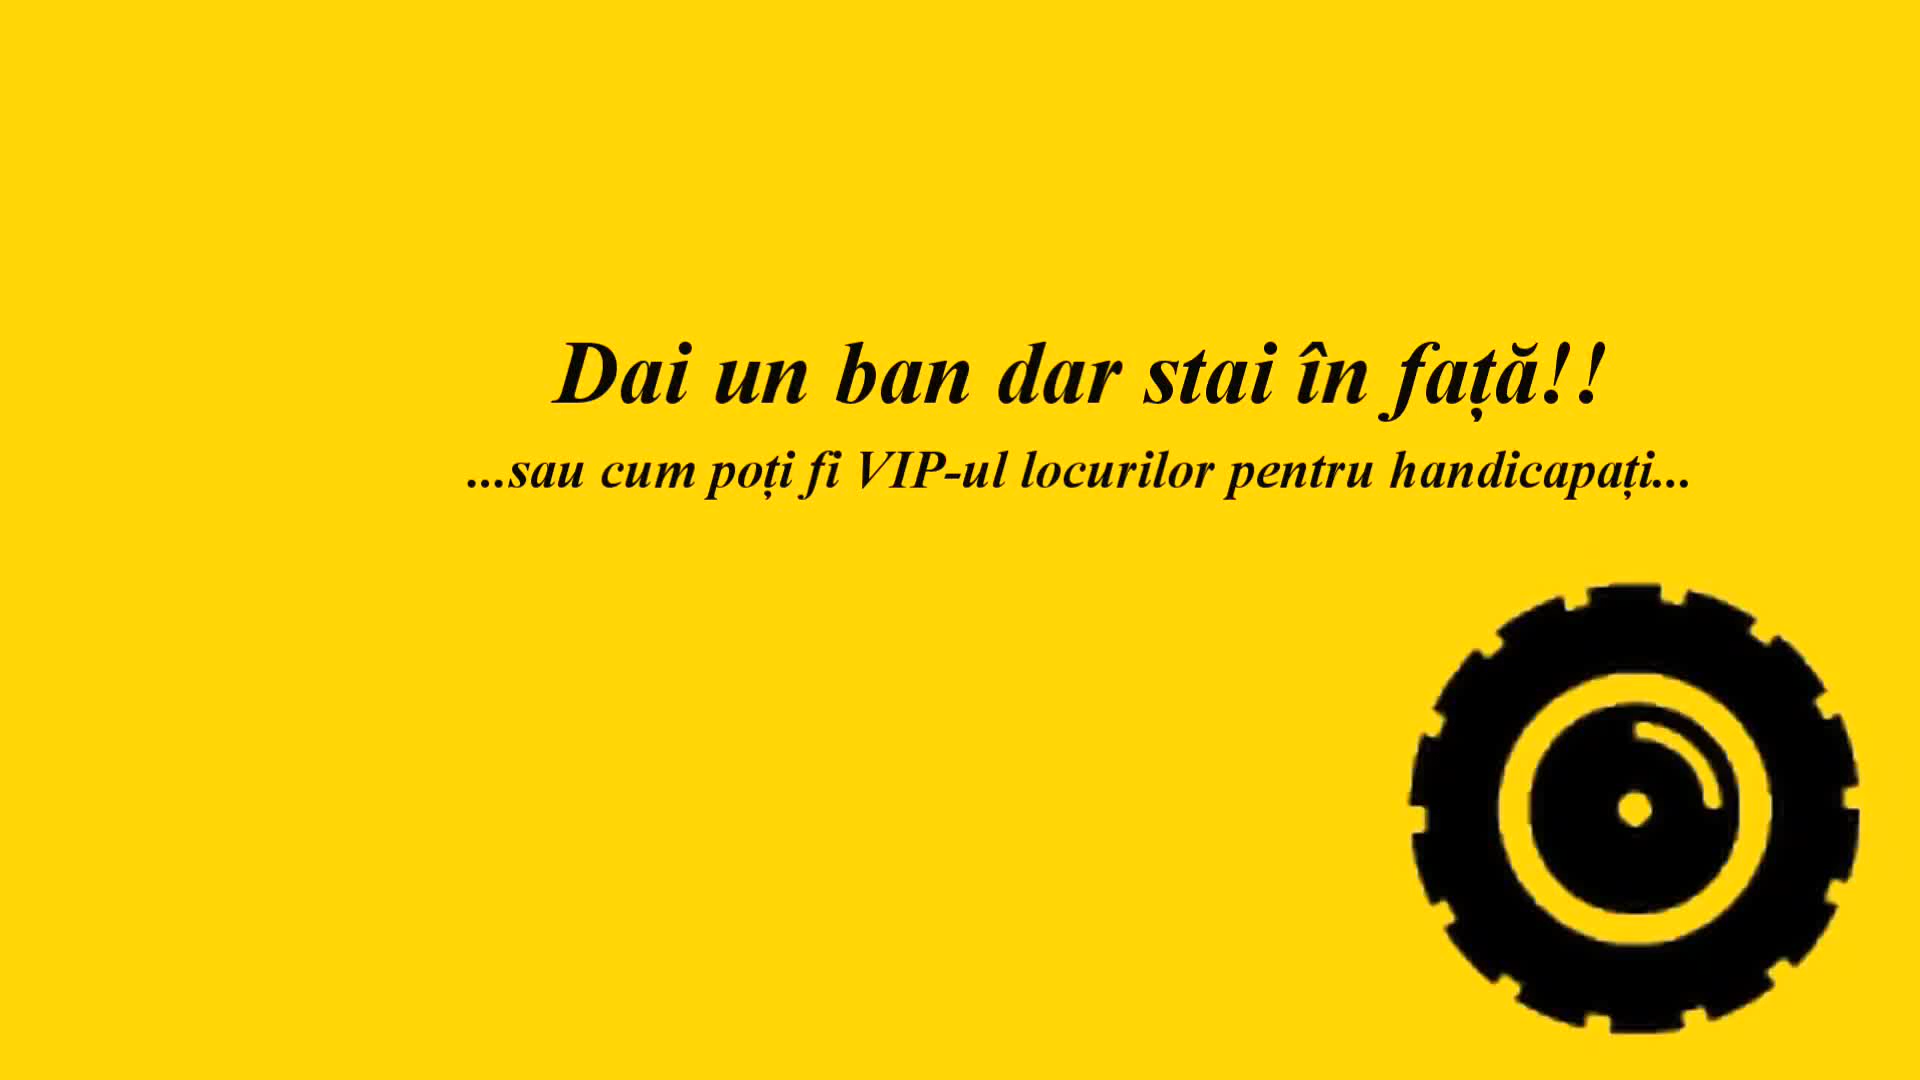 Dai un ban dar stai în față!!
...sau cum poți fi VIP-ul locurilor pentru handicapați...